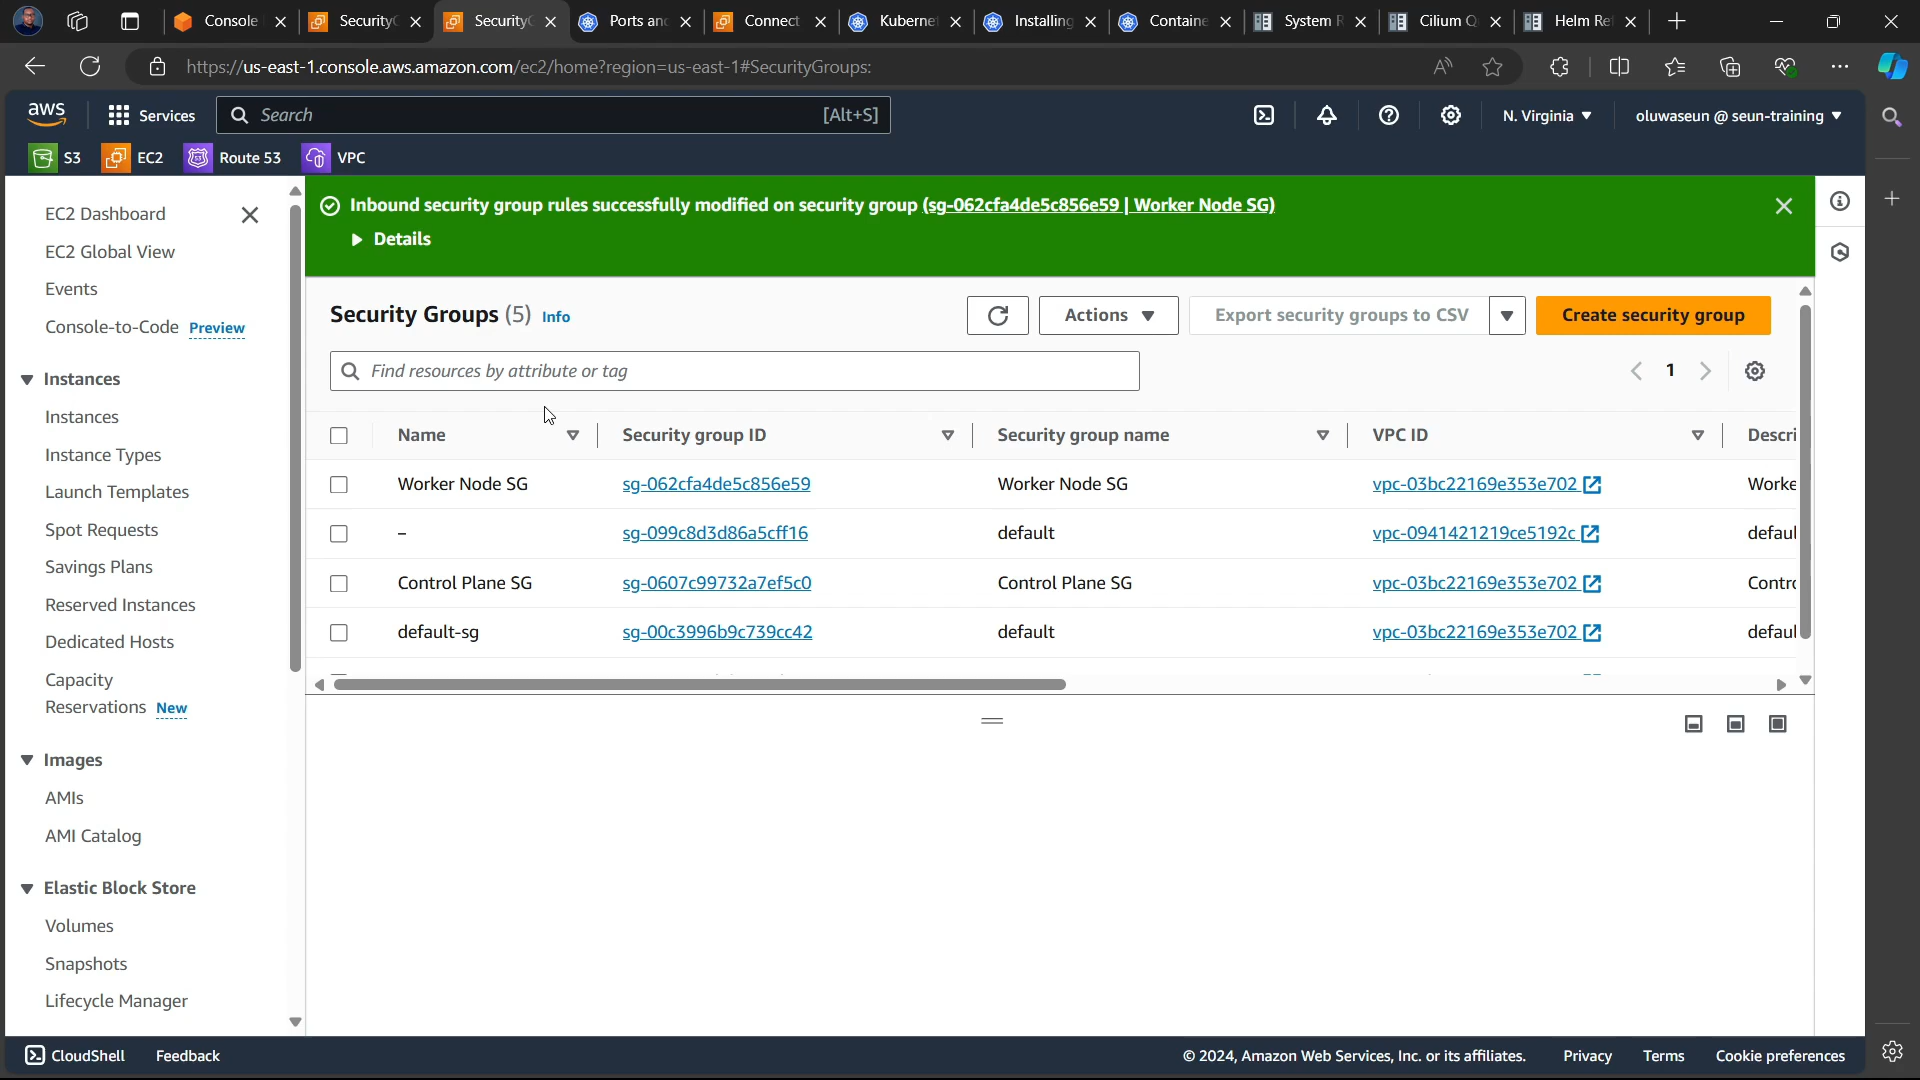 Console
SecurityG
SecurityG
Ports and
Connect
Kubernet
Installing
Containe
System R
Cilium Q
Helm Ref
https://us-east-1.console.aws.amazon.com/ec2/home?region=us-east-1#SecurityGroups:
aws
Services
Search
[Alt+S]
N. Virginia
oluwaseun @ seun-training
S3
EC2
Route 53
VPC
EC2 Dashboard
EC2 Global View
Events
Console-to-Code Preview
Instances
Instances
Instance Types
Launch Templates
Spot Requests
Savings Plans
Reserved Instances
Dedicated Hosts
Capacity
Reservations New
Images
AMIs
AMI Catalog
Elastic Block Store
Volumes
Snapshots
Lifecycle Manager
Inbound security group rules successfully modified on security group (sg-062cfa4de5c856e59 | Worker Node SG)
Details
Security Groups (5) Info
Actions
Export security groups to CSV
Create security group
Find resources by attribute or tag
1
Name Security group ID Security group name VPC ID Descri
Worker Node SG sg-062cfa4de5c856e59 Worker Node SG vpc-03bc22169e353e702 Worke
– sg-099c8d3d86a5cff16 default vpc-0941421219ce5192c defaul
Control Plane SG sg-0607c99732a7ef5c0 Control Plane SG vpc-03bc22169e353e702 Contro
default-sg sg-00c3996b9c739cc42 default vpc-03bc22169e353e702 defaul
CloudShell
Feedback
© 2024, Amazon Web Services, Inc. or its affiliates.
Privacy
Terms
Cookie preferences